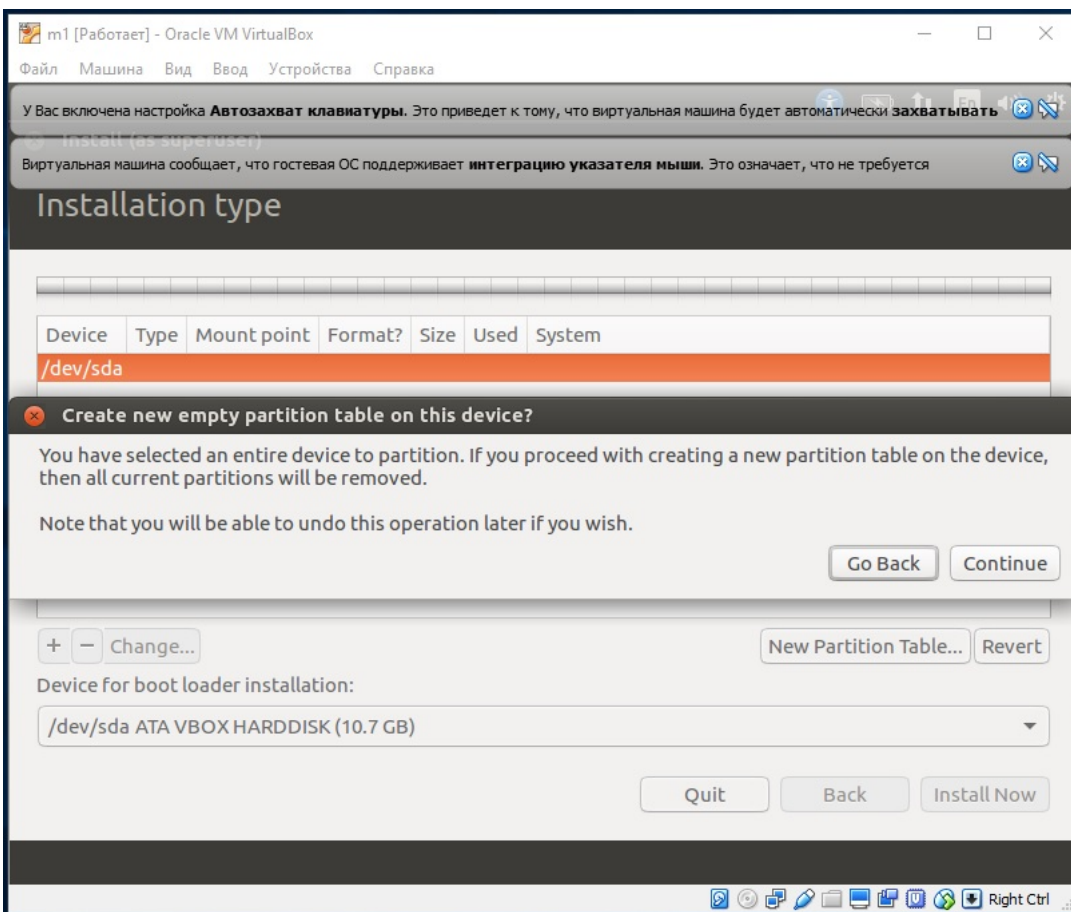 m1 [Работает] - Oracle VM VirtualBox
Файл Машина Вид Ввод Устройства Справка
У Вас включена настройка Автозахват клавиатуры. Это приведет к тому, что виртуальная машина будет автоматически захватывать
En
Install (as superuser)
Виртуальная машина сообщает, что гостевая ОС поддерживает интеграцию указателя мыши. Это означает, что не требуется
Installation type
Device Type Mount point Format? Size Used System
/dev/sda
Create new empty partition table on this device?
You have selected an entire device to partition. If you proceed with creating a new partition table on the device,
then all current partitions will be removed.
Note that you will be able to undo this operation later if you wish.
Go Back Continue
+ − Change... New Partition Table... Revert
Device for boot loader installation:
/dev/sda ATA VBOX HARDDISK (10.7 GB)
Quit Back Install Now
Right Ctrl